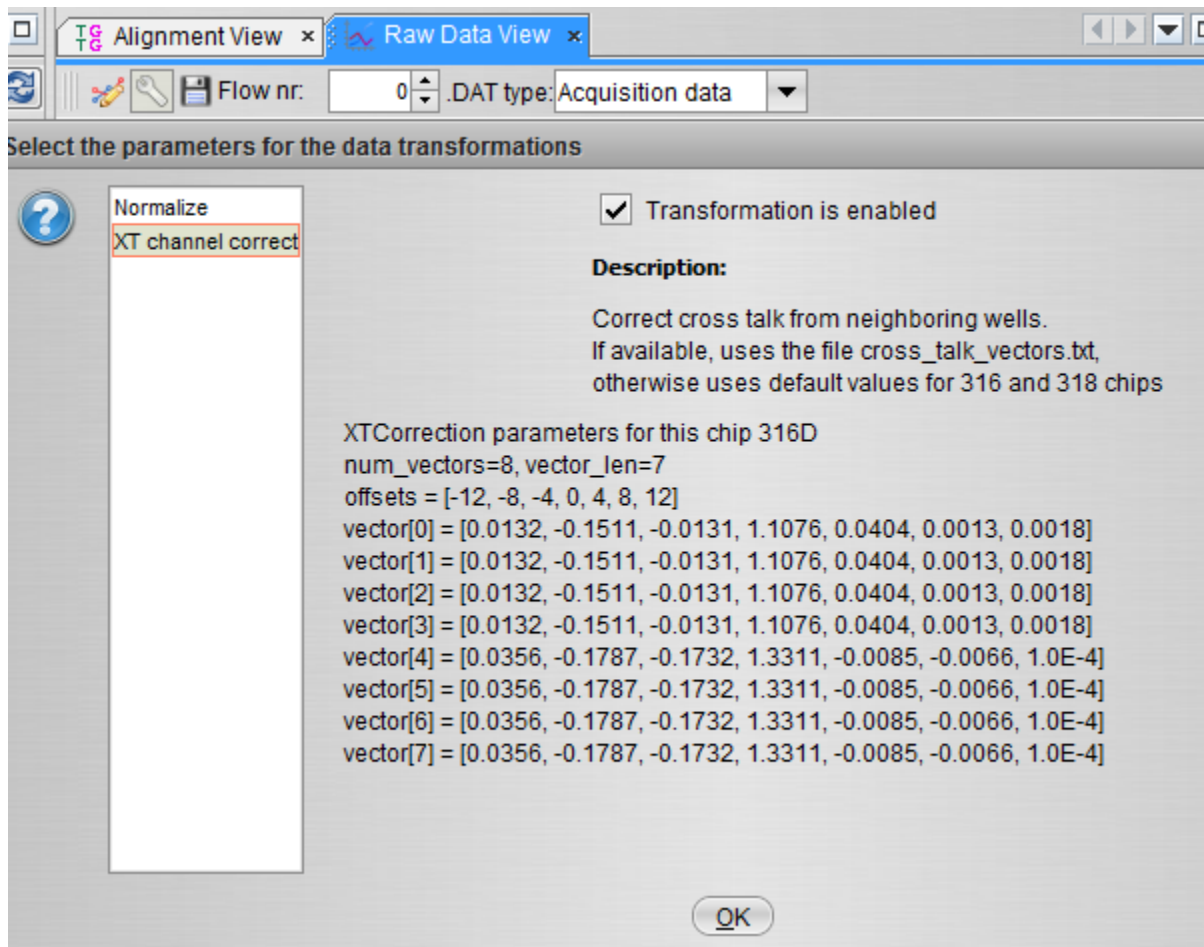 TG TG Alignment View × Raw Data View ×
Flow nr: 0 .DAT type: Acquisition data
Select the parameters for the data transformations
?
Normalize
XT channel correct
Transformation is enabled
Description:
Correct cross talk from neighboring wells.
If available, uses the file cross_talk_vectors.txt,
otherwise uses default values for 316 and 318 chips
XTCorrection parameters for this chip 316D
num_vectors=8, vector_len=7
offsets = [-12, -8, -4, 0, 4, 8, 12]
vector[0] = [0.0132, -0.1511, -0.0131, 1.1076, 0.0404, 0.0013, 0.0018]
vector[1] = [0.0132, -0.1511, -0.0131, 1.1076, 0.0404, 0.0013, 0.0018]
vector[2] = [0.0132, -0.1511, -0.0131, 1.1076, 0.0404, 0.0013, 0.0018]
vector[3] = [0.0132, -0.1511, -0.0131, 1.1076, 0.0404, 0.0013, 0.0018]
vector[4] = [0.0356, -0.1787, -0.1732, 1.3311, -0.0085, -0.0066, 1.0E-4]
vector[5] = [0.0356, -0.1787, -0.1732, 1.3311, -0.0085, -0.0066, 1.0E-4]
vector[6] = [0.0356, -0.1787, -0.1732, 1.3311, -0.0085, -0.0066, 1.0E-4]
vector[7] = [0.0356, -0.1787, -0.1732, 1.3311, -0.0085, -0.0066, 1.0E-4]
OK